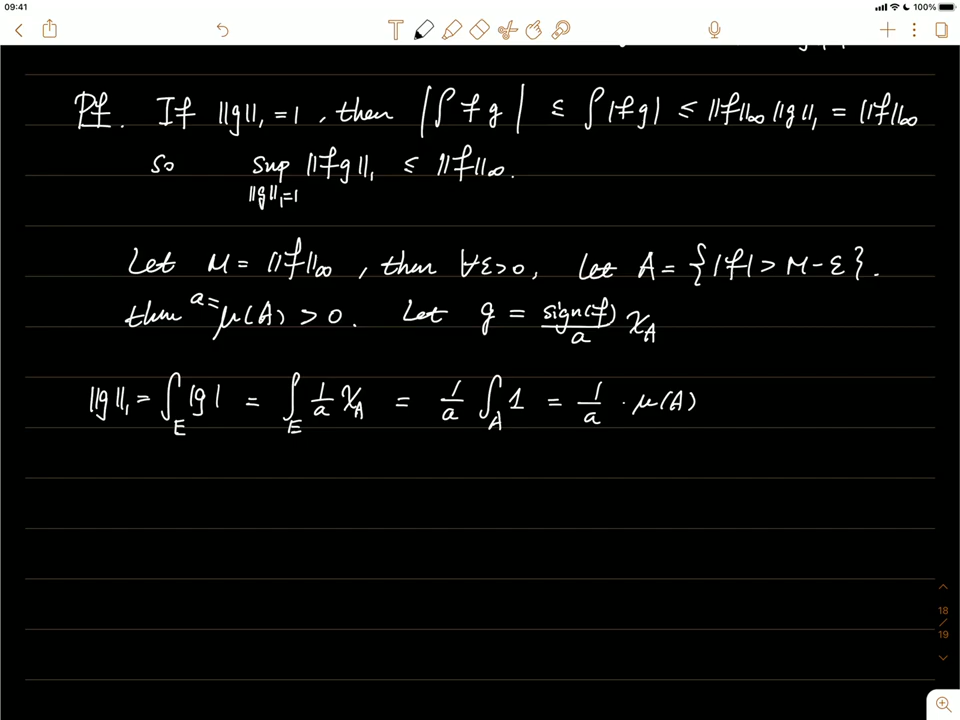 09:41
100%
Pf. If ||g||₁ = 1, then |∫ f g| ≤ ∫ |f g| ≤ ||f||∞ ||g||₁ = ||f||∞
so sup ||fg||₁ ≤ ||f||∞.
||g||₁=1
Let M = ||f||∞, then ∀ε>0, let A = {|f| > M - ε}.
then a = μ(A) > 0. Let g = sign(f)/a χ_A
||g||₁ = ∫_E |g| = ∫_E 1/a χ_A = 1/a ∫_A 1 = 1/a · μ(A)
18
/
19